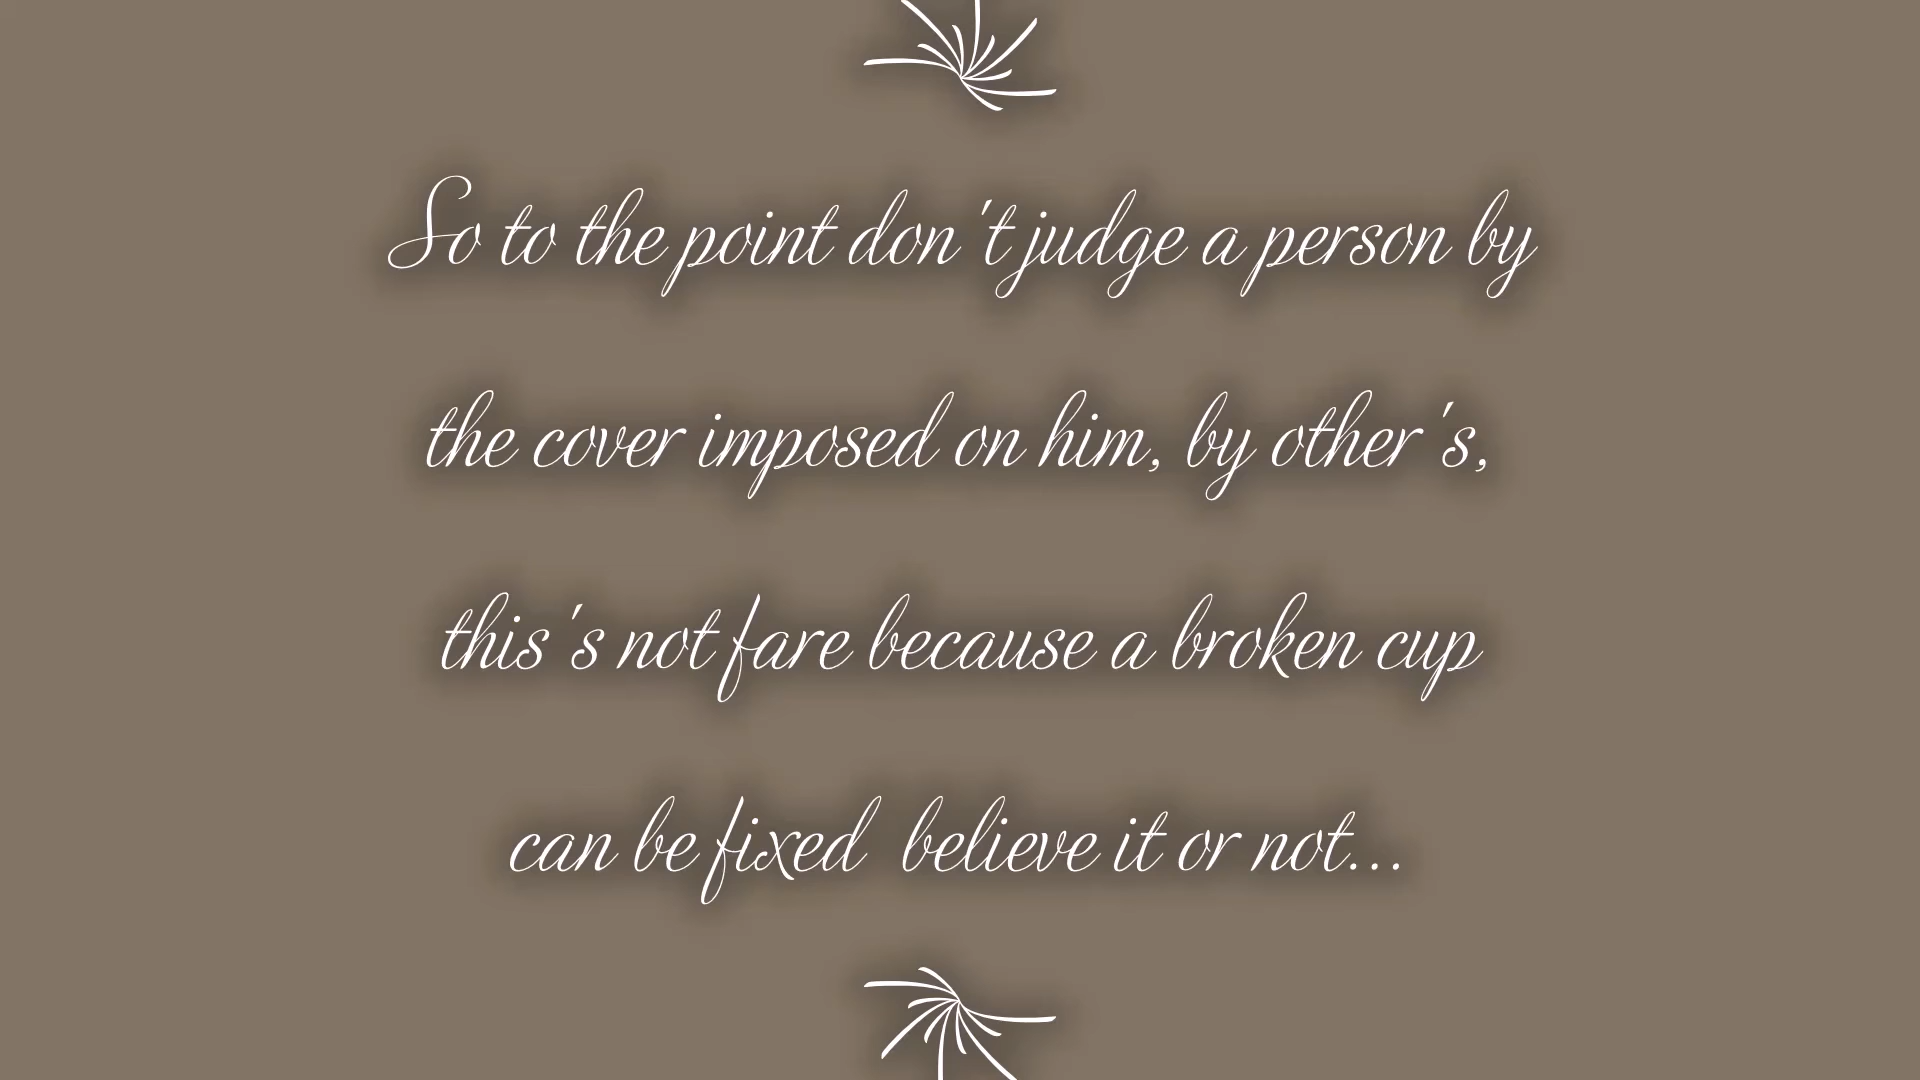 So to the point don't judge a person by
the cover imposed on him, by other's,
this's not fare because a broken cup
can be fixed  believe it or not...